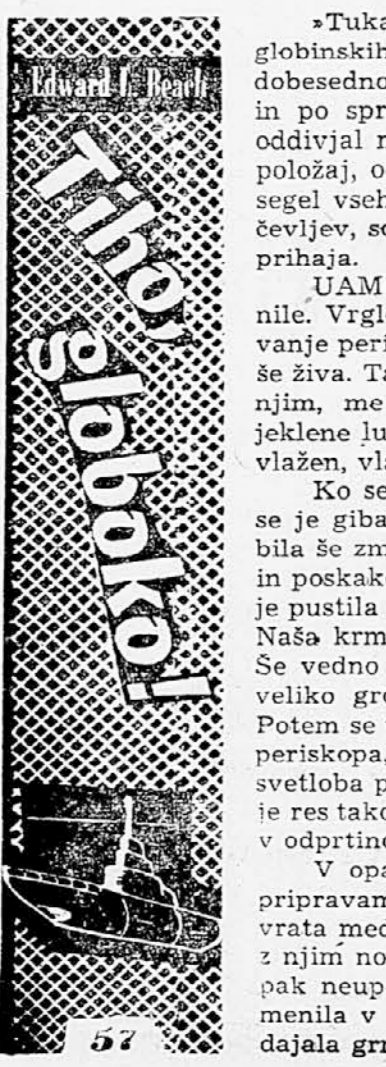 Edward L. Beach
Tiho,
globoko!
57
»Tuka
globinskih
dobesedno
in po spr
oddivjal n
položaj, o
segel vseh
čevljev, so
prihaja.
UAM
nile. Vrgl
vanje peri
še živa. Ta
njim, me
jeklene lu
vlažen, vla
Ko se
se je giba
bila še zm
in poskak
je pustila
Naša krm
Še vedno
veliko gro
Potem se
periskopa,
svetloba p
je res tako
v odprtine
V opa
pripravam
vrata med
z njim no
pak neup
menila v
dajala grm